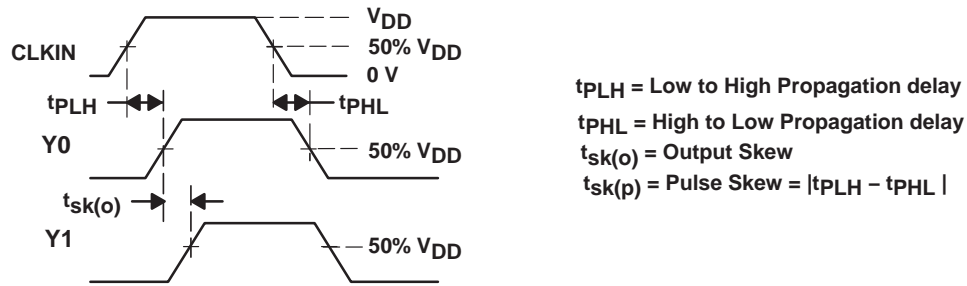 VDD
CLKIN
50% VDD
0 V
tPLH
tPHL
Y0
50% VDD
tsk(o)
Y1
50% VDD
tPLH = Low to High Propagation delay
tPHL = High to Low Propagation delay
tsk(o) = Output Skew
tsk(p) = Pulse Skew = |tPLH − tPHL |